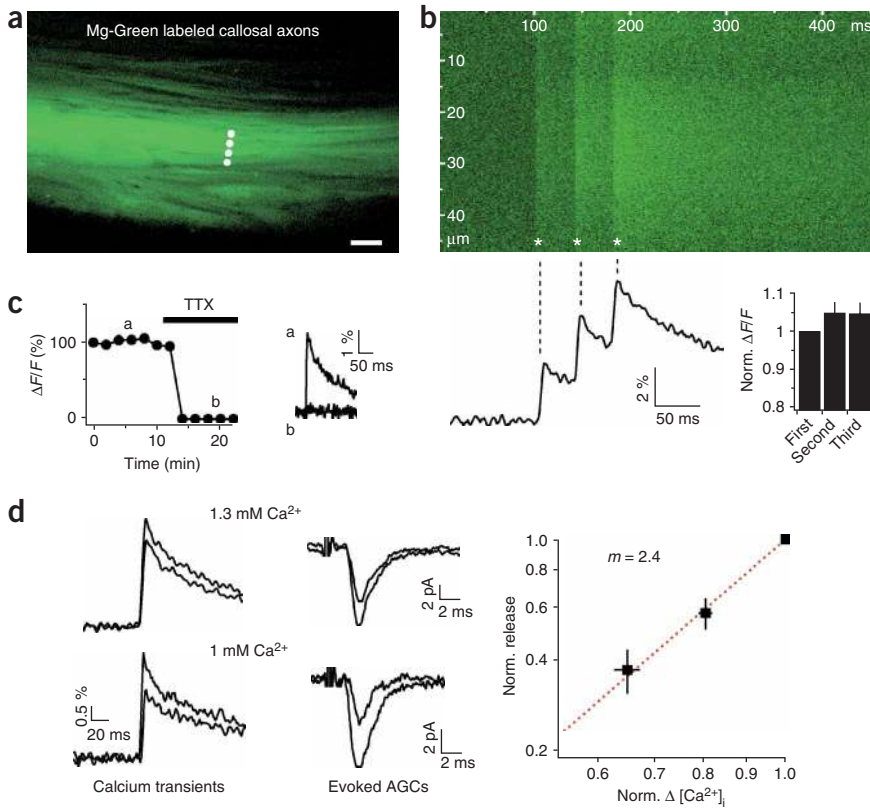 a
Mg-Green labeled callosal axons
b
100 200 300 400 ms
10
20
30
40
µm
* * *
c
TTX
ΔF/F (%)
100
0
a
b
0 10 20
Time (min)
a
1 %
50 ms
b
2 %
50 ms
Norm. ΔF/F
1.1
1
0.9
0.8
First
Second
Third
d
1.3 mM Ca²⁺
2 pA
2 ms
1 mM Ca²⁺
0.5 %
20 ms
2 pA
2 ms
Calcium transients
Evoked AGCs
Norm. release
1.0
0.8
0.6
0.4
0.2
m = 2.4
0.6 0.7 0.8 1.0
Norm. Δ [Ca²⁺]i